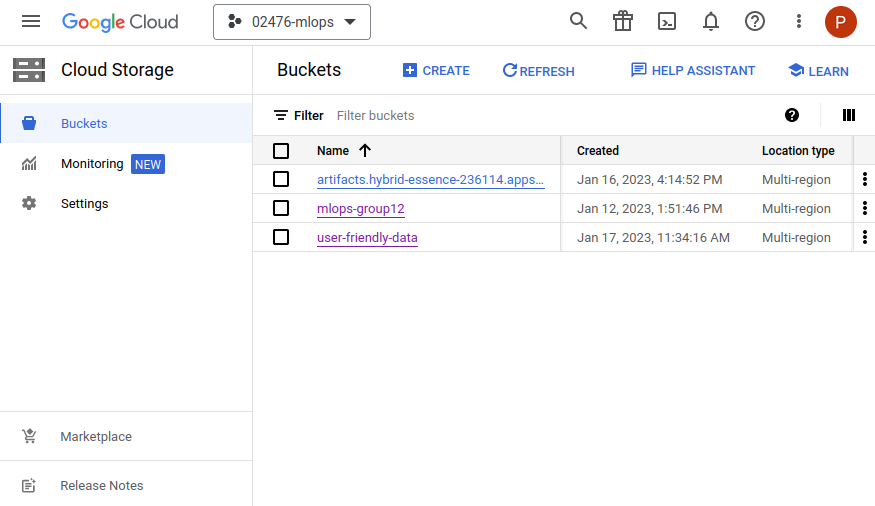 Google Cloud
02476-mlops
P
Cloud Storage
Buckets
CREATE
REFRESH
HELP ASSISTANT
LEARN
Buckets
Monitoring NEW
Settings
Marketplace
Release Notes
Filter Filter buckets
Name Created Location type
artifacts.hybrid-essence-236114.apps... Jan 16, 2023, 4:14:52 PM Multi-region
mlops-group12 Jan 12, 2023, 1:51:46 PM Multi-region
user-friendly-data Jan 17, 2023, 11:34:16 AM Multi-region